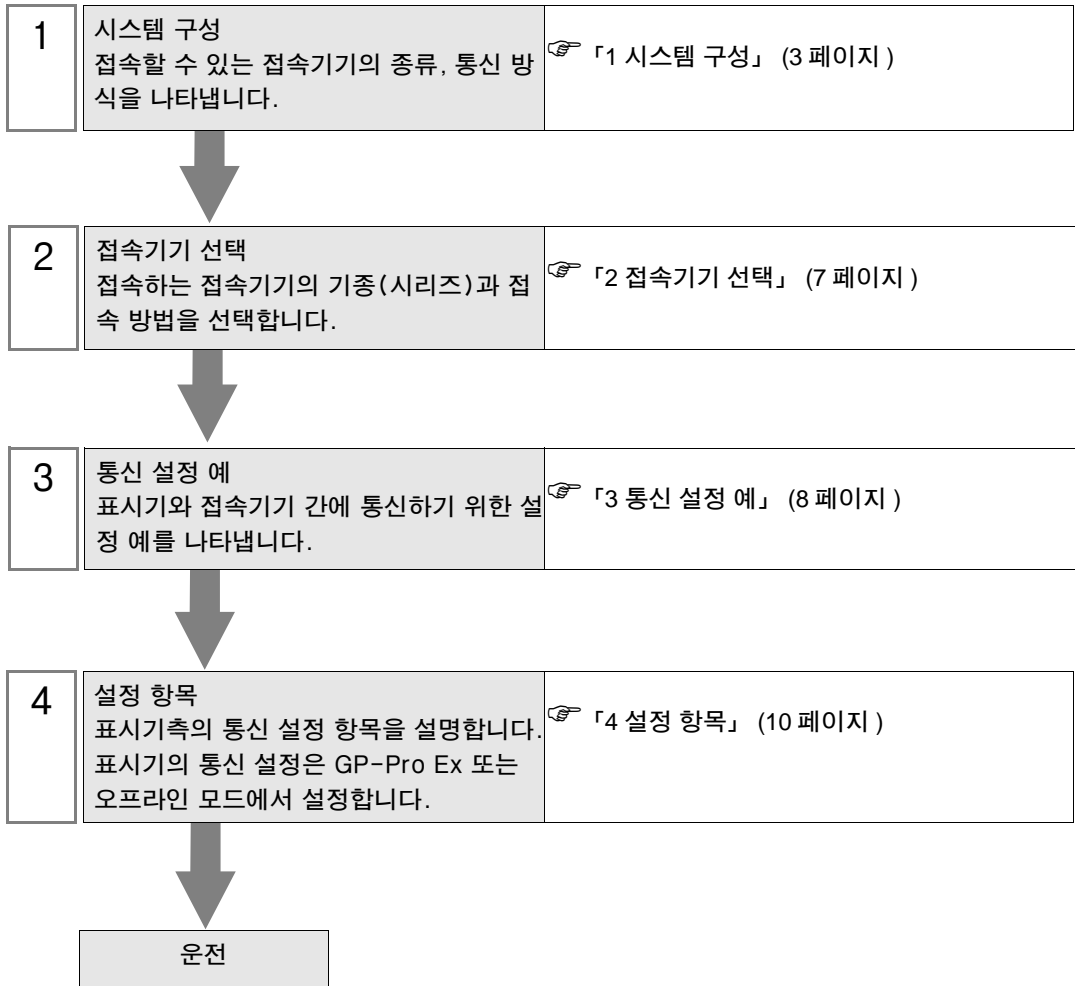 1
시스템 구성
접속할 수 있는 접속기기의 종류, 통신 방
식을 나타냅니다.
「1 시스템 구성」 (3 페이지 )
2
접속기기 선택
접속하는 접속기기의 기종(시리즈)과 접
속 방법을 선택합니다.
「2 접속기기 선택」 (7 페이지 )
3
통신 설정 예
표시기와 접속기기 간에 통신하기 위한 설
정 예를 나타냅니다.
「3 통신 설정 예」 (8 페이지 )
4
설정 항목
표시기측의 통신 설정 항목을 설명합니다.
표시기의 통신 설정은 GP-Pro Ex 또는
오프라인 모드에서 설정합니다.
「4 설정 항목」 (10 페이지 )
운전